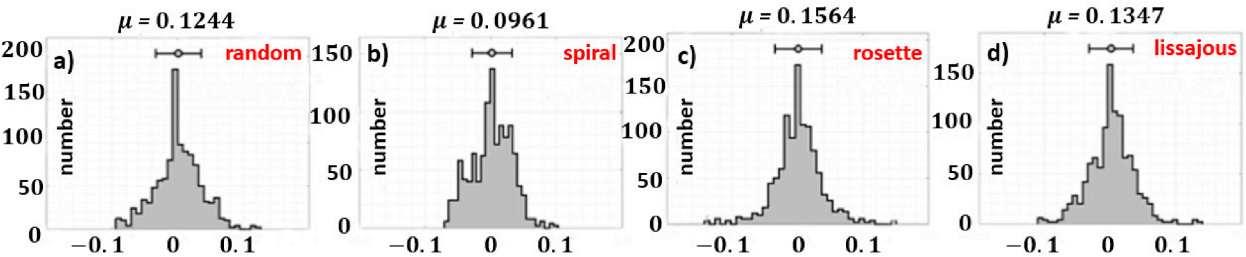 μ = 0.1244
a)
random
200
150
100
50
0
number
−0.1 0 0.1
μ = 0.0961
b)
spiral
150
100
50
0
number
−0.1 0 0.1
μ = 0.1564
c)
rosette
200
150
100
50
0
number
−0.1 0 0.1
μ = 0.1347
d)
lissajous
150
100
50
0
number
−0.1 0 0.1